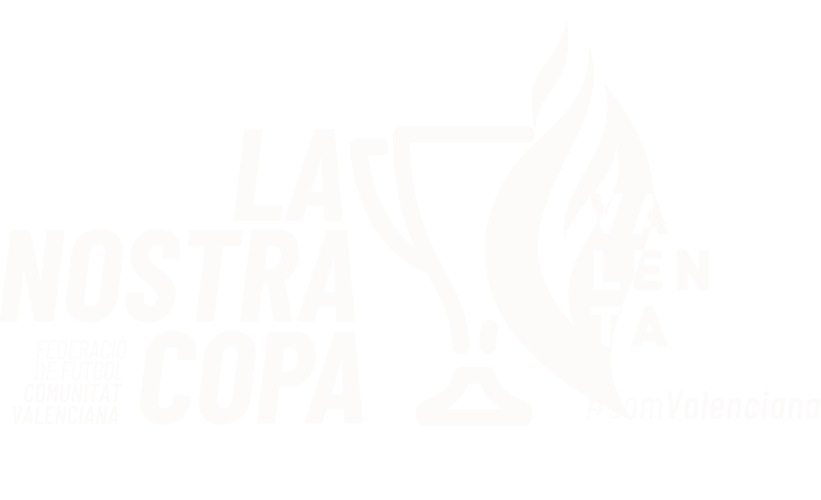 LA
NOSTRA
COPA
FEDERACIÓ
DE FUTBOL
COMUNITAT
VALENCIANA
VA
LEN
TA
#somValenciana